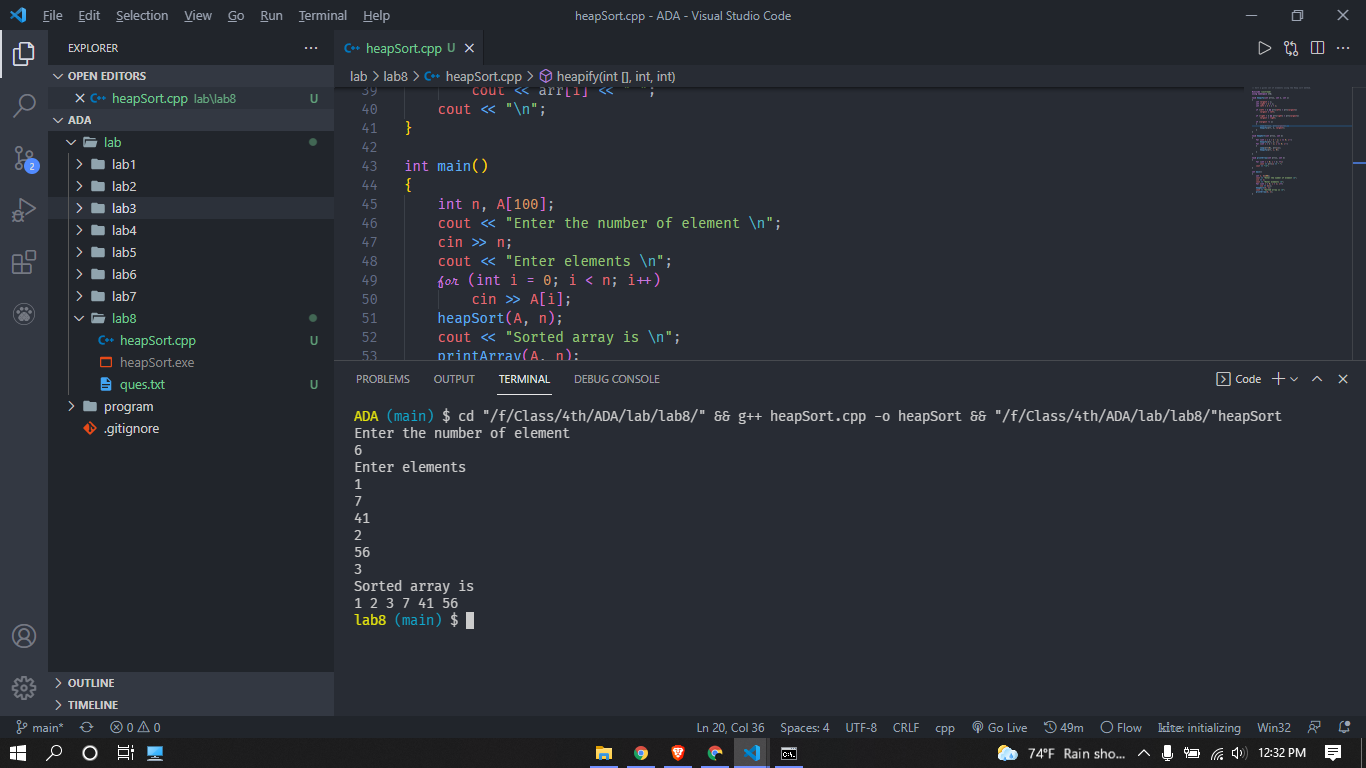 File Edit Selection View Go Run Terminal Help heapSort.cpp - ADA - Visual Studio Code
EXPLORER
OPEN EDITORS
heapSort.cpp lab\lab8 U
ADA
lab
lab1
lab2
lab3
lab4
lab5
lab6
lab7
lab8
heapSort.cpp U
heapSort.exe
ques.txt U
program
.gitignore
OUTLINE
TIMELINE
2
heapSort.cpp U
lab > lab8 > heapSort.cpp > heapify(int [], int, int)
39 cout << arr[i] << " ";
40 cout << "\n";
41 }
42
43 int main()
44 {
45 int n, A[100];
46 cout << "Enter the number of element \n";
47 cin >> n;
48 cout << "Enter elements \n";
49 for (int i = 0; i < n; i++)
50 cin >> A[i];
51 heapSort(A, n);
52 cout << "Sorted array is \n";
53 printArray(A, n);
PROBLEMS OUTPUT TERMINAL DEBUG CONSOLE Code
ADA (main) $ cd "/f/Class/4th/ADA/lab/lab8/" && g++ heapSort.cpp -o heapSort && "/f/Class/4th/ADA/lab/lab8/"heapSort
Enter the number of element
6
Enter elements
1
7
41
2
56
3
Sorted array is
1 2 3 7 41 56
lab8 (main) $
main* 0 0 Ln 20, Col 36 Spaces: 4 UTF-8 CRLF cpp Go Live 49m Flow kite: initializing Win32
74°F Rain sho... 12:32 PM